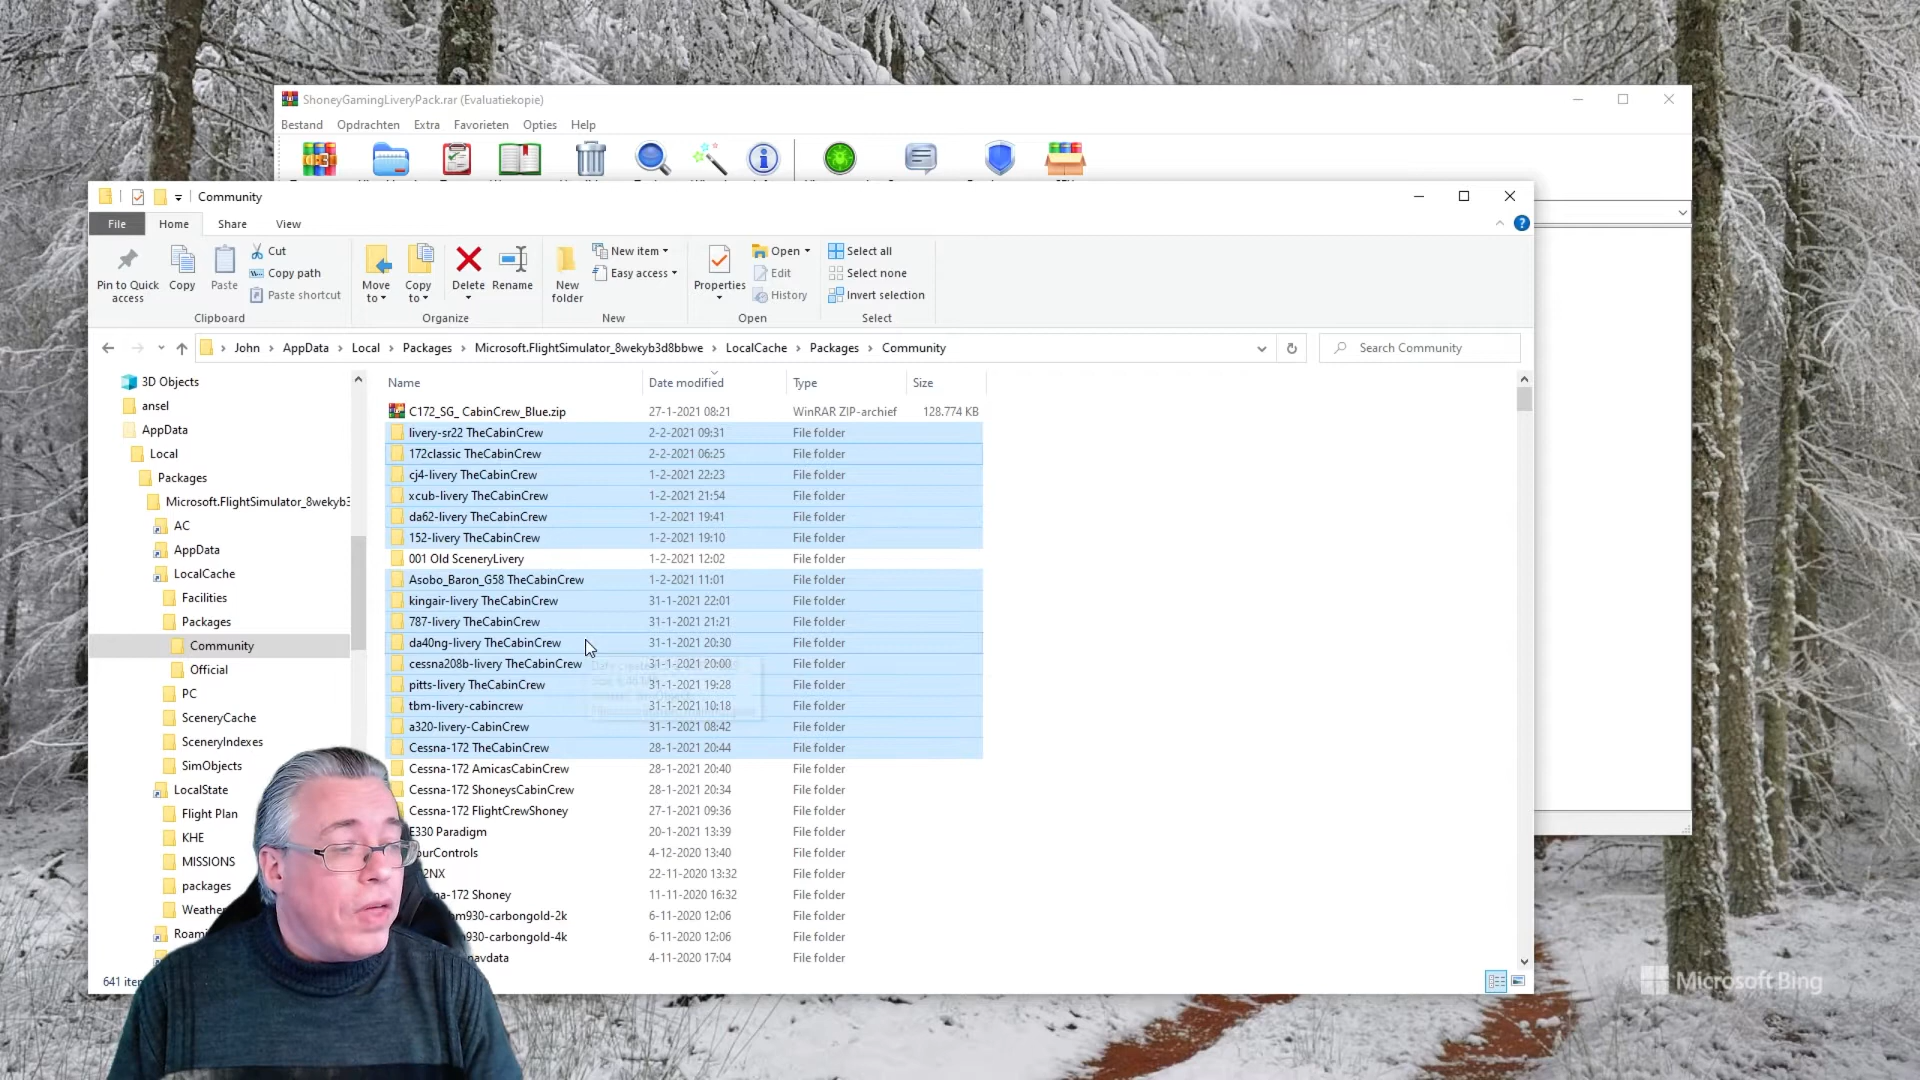 ShoneyGamingLiveryPack.rar (Evaluatiekopie)
Bestand Opdrachten Extra Favorieten Opties Help
Community
File Home Share View
Pin to Quick access
Copy
Paste
Cut
Copy path
Paste shortcut
Clipboard
Move to
Copy to
Delete
Rename
Organize
New folder
New item
Easy access
New
Properties
Open
Edit
History
Open
Select all
Select none
Invert selection
Select
John > AppData > Local > Packages > Microsoft.FlightSimulator_8wekyb3d8bbwe > LocalCache > Packages > Community
Search Community
3D Objects
ansel
AppData
Local
Packages
Microsoft.FlightSimulator_8wekyb3
AC
AppData
LocalCache
Facilities
Packages
Community
Official
PC
SceneryCache
SceneryIndexes
SimObjects
LocalState
Flight Plan
KHE
MISSIONS
packages
Name Date modified Type Size
C172_SG_ CabinCrew_Blue.zip 27-1-2021 08:21 WinRAR ZIP-archief 128.774 KB
livery-sr22 TheCabinCrew 2-2-2021 09:31 File folder
172classic TheCabinCrew 2-2-2021 06:25 File folder
cj4-livery TheCabinCrew 1-2-2021 22:23 File folder
xcub-livery TheCabinCrew 1-2-2021 21:54 File folder
da62-livery TheCabinCrew 1-2-2021 19:41 File folder
152-livery TheCabinCrew 1-2-2021 19:10 File folder
001 Old SceneryLivery 1-2-2021 12:02 File folder
Asobo_Baron_G58 TheCabinCrew 1-2-2021 11:01 File folder
kingair-livery TheCabinCrew 31-1-2021 22:01 File folder
787-livery TheCabinCrew 31-1-2021 21:21 File folder
da40ng-livery TheCabinCrew 31-1-2021 20:30 File folder
cessna208b-livery TheCabinCrew 31-1-2021 20:00 File folder
pitts-livery TheCabinCrew 31-1-2021 19:28 File folder
tbm-livery-cabincrew 31-1-2021 10:18 File folder
a320-livery-CabinCrew 31-1-2021 08:42 File folder
Cessna-172 TheCabinCrew 28-1-2021 20:44 File folder
Cessna-172 AmicasCabinCrew 28-1-2021 20:40 File folder
Cessna-172 ShoneysCabinCrew 28-1-2021 20:34 File folder
Cessna-172 FlightCrewShoney 27-1-2021 09:36 File folder
E330 Paradigm 20-1-2021 13:39 File folder
ourControls 4-12-2020 13:40 File folder
2NX 22-11-2020 13:32 File folder
na-172 Shoney 11-11-2020 16:32 File folder
m930-carbongold-2k 6-11-2020 12:06 File folder
930-carbongold-4k 6-11-2020 12:06 File folder
navdata 4-11-2020 17:04 File folder
641 item
Microsoft Bing